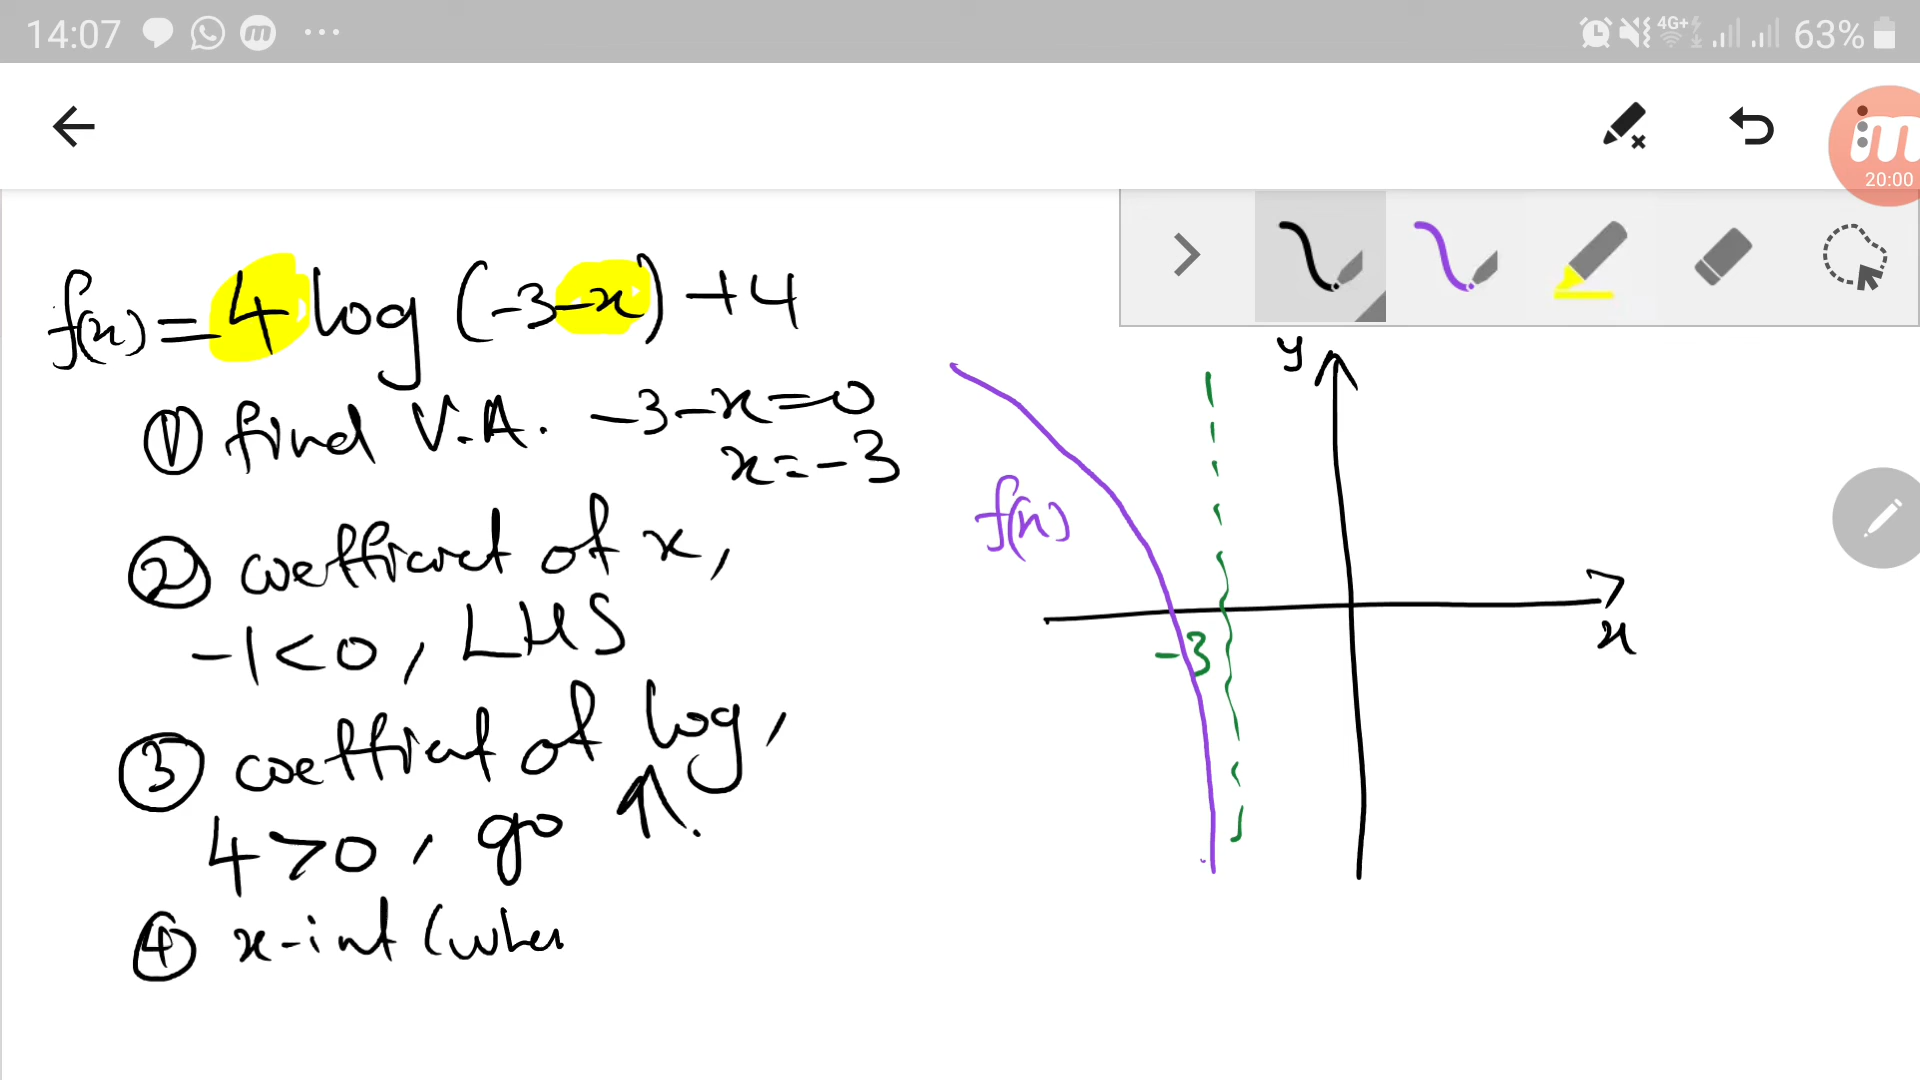 14:07 ... 4G+ 63%
20:00
f(x) = 4 log (-3-x) + 4
① find V.A. -3-x=0
x=-3
② coefficient of x,
-1<0, LHS
③ coefficient of log,
4>0, go ↑.
④ x-int (when
y
f(x)
-3
x